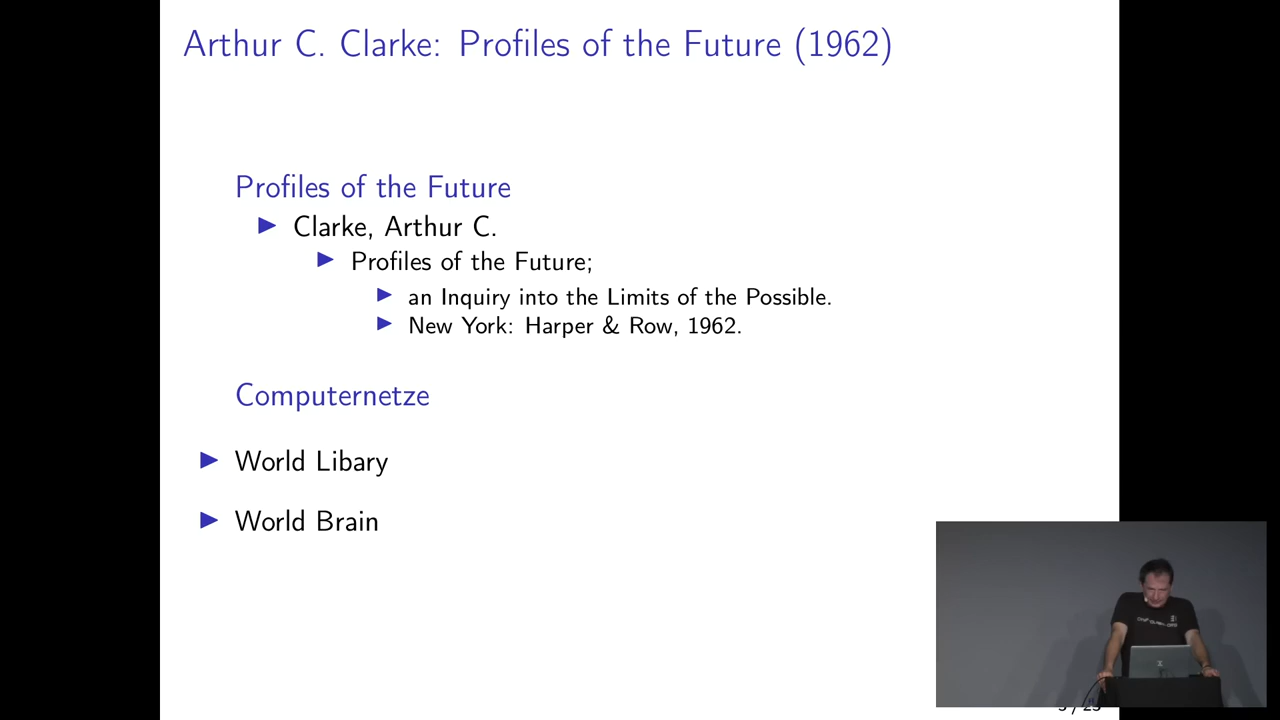 Arthur C. Clarke: Profiles of the Future (1962)
Profiles of the Future
Clarke, Arthur C.
Profiles of the Future;
an Inquiry into the Limits of the Possible.
New York: Harper & Row, 1962.
Computernetze
World Libary
World Brain